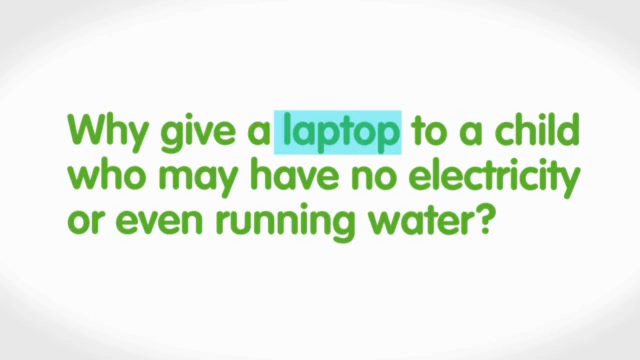 Why give a laptop to a child
who may have no electricity
or even running water?